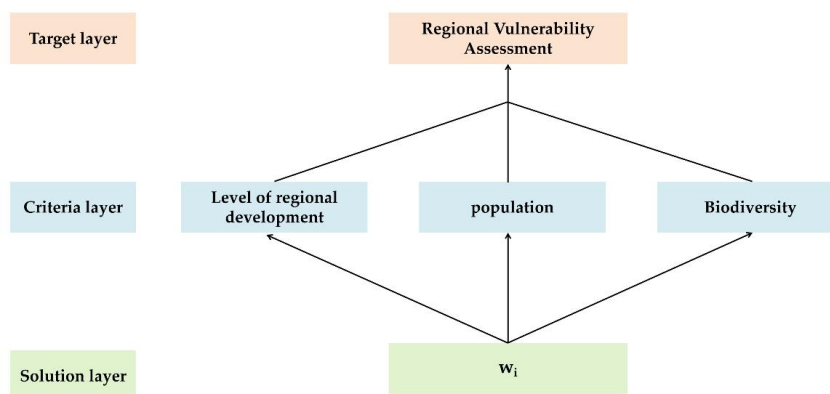 Target layer
Regional Vulnerability
Assessment
Criteria layer
Level of regional
development
population
Biodiversity
Solution layer
wᵢ